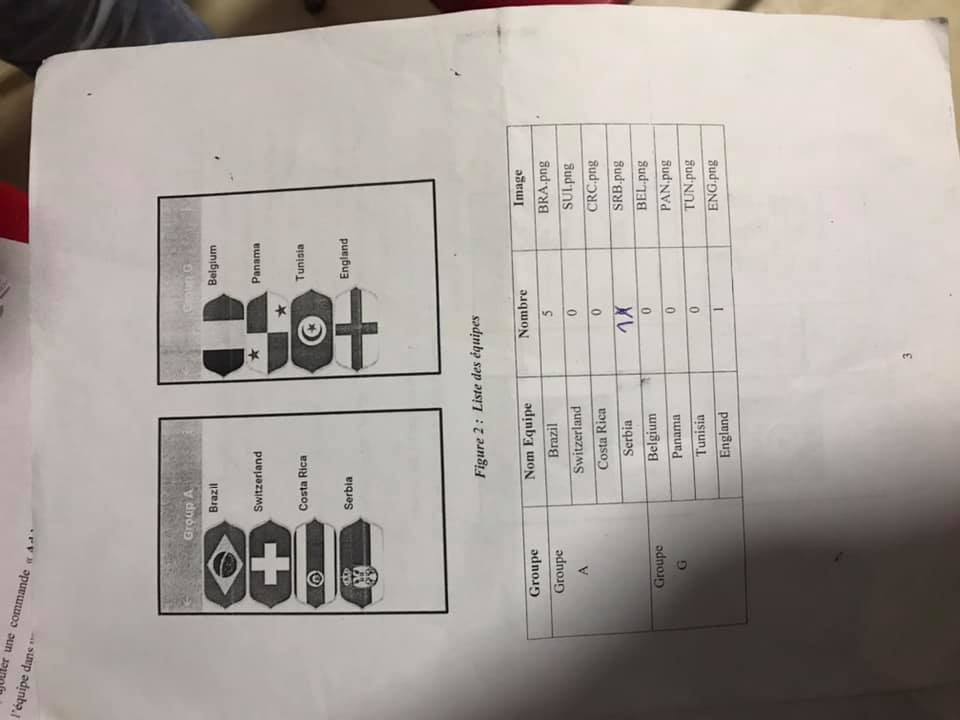 ajouter une commande «
l'équipe dans
Group A
Brazil
Switzerland
Costa Rica
Serbia
Group G
Belgium
Panama
Tunisia
England
Figure 2 : Liste des équipes
Groupe Nom Equipe Nombre Image
Groupe A Brazil 5 BRA.png
Switzerland 0 SUI.png
Costa Rica 0 CRC.png
Serbia 1 SRB.png
Groupe G Belgium 0 BEL.png
Panama 0 PAN.png
Tunisia 0 TUN.png
England 1 ENG.png
3